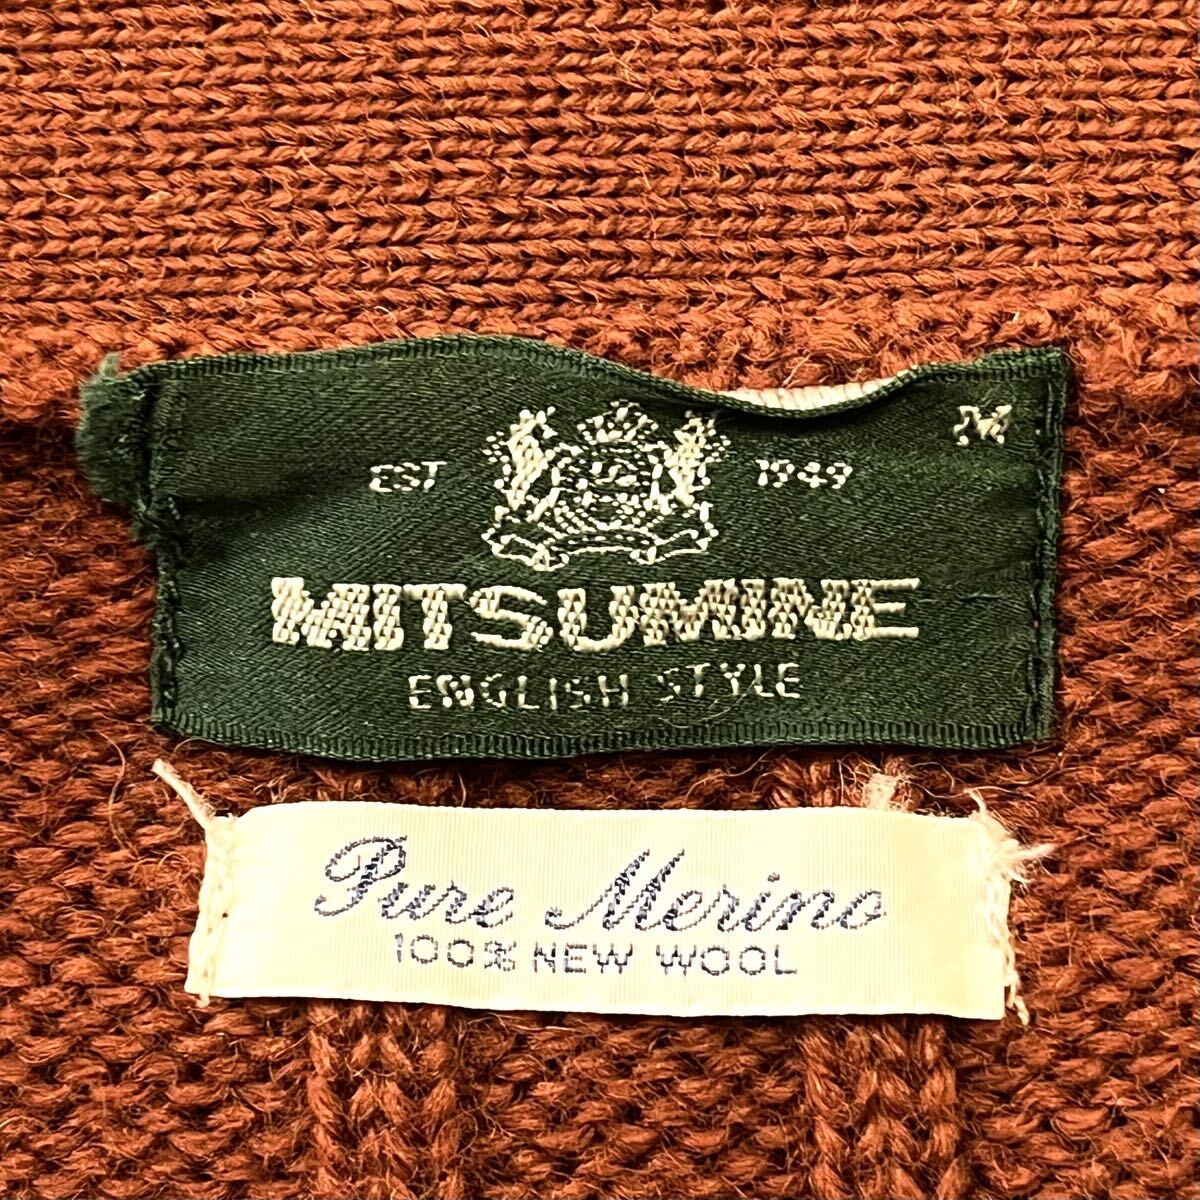 M
EST 1949
MITSUMINE
ENGLISH STYLE
Pure Merino
100% NEW WOOL